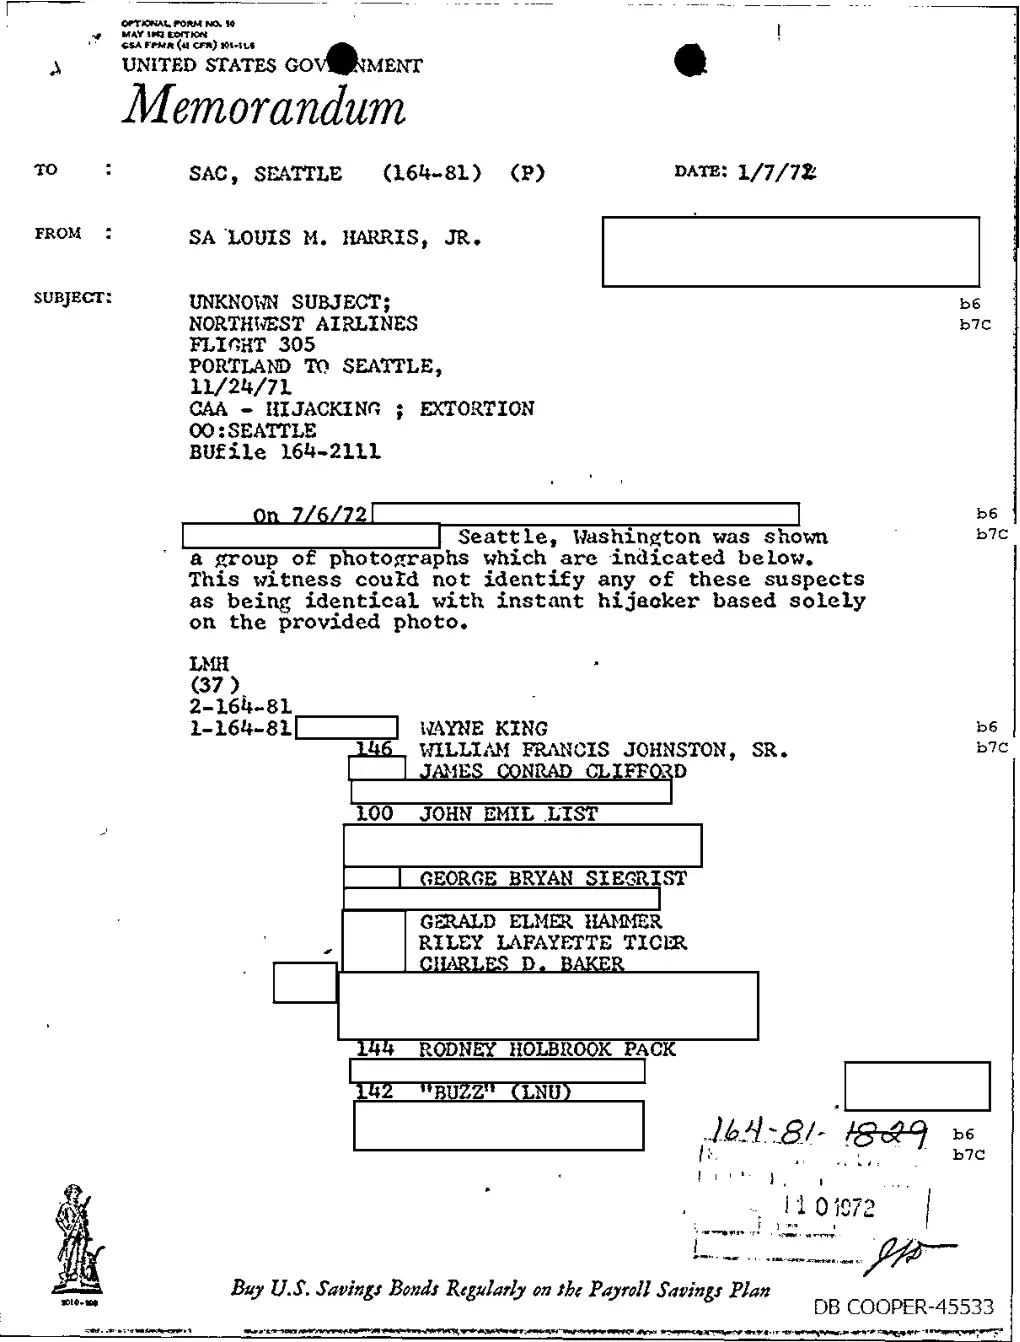 OPTIONAL FORM NO. 10
MAY 1962 EDITION
GSA FPMR (41 CFR) 101-11.6
UNITED STATES GOV NMENT
Memorandum
TO : SAC, SEATTLE (164-81) (P) DATE: 1/7/72
FROM : SA LOUIS M. HARRIS, JR.
SUBJECT: UNKNOWN SUBJECT; b6
NORTHWEST AIRLINES b7C
FLIGHT 305
PORTLAND TO SEATTLE,
11/24/71
CAA - HIJACKING ; EXTORTION
OO:SEATTLE
BUfile 164-2111
On 7/6/72 b6
Seattle, Washington was shown b7C
a group of photographs which are indicated below.
This witness could not identify any of these suspects
as being identical with instant hijacker based solely
on the provided photo.
LMH
(37)
2-164-81
1-164-81 WAYNE KING b6
146 WILLIAM FRANCIS JOHNSTON, SR. b7C
JAMES CONRAD CLIFFORD
100 JOHN EMIL LIST
GEORGE BRYAN SIEGRIST
GERALD ELMER HAMMER
RILEY LAFAYETTE TICER
CHARLES D. BAKER
144 RODNEY HOLBROOK PACK
142 "BUZZ" (LNU)
164-81-1829 b6
b7C
10 1972
Buy U.S. Savings Bonds Regularly on the Payroll Savings Plan
5010-108
DB COOPER-45533